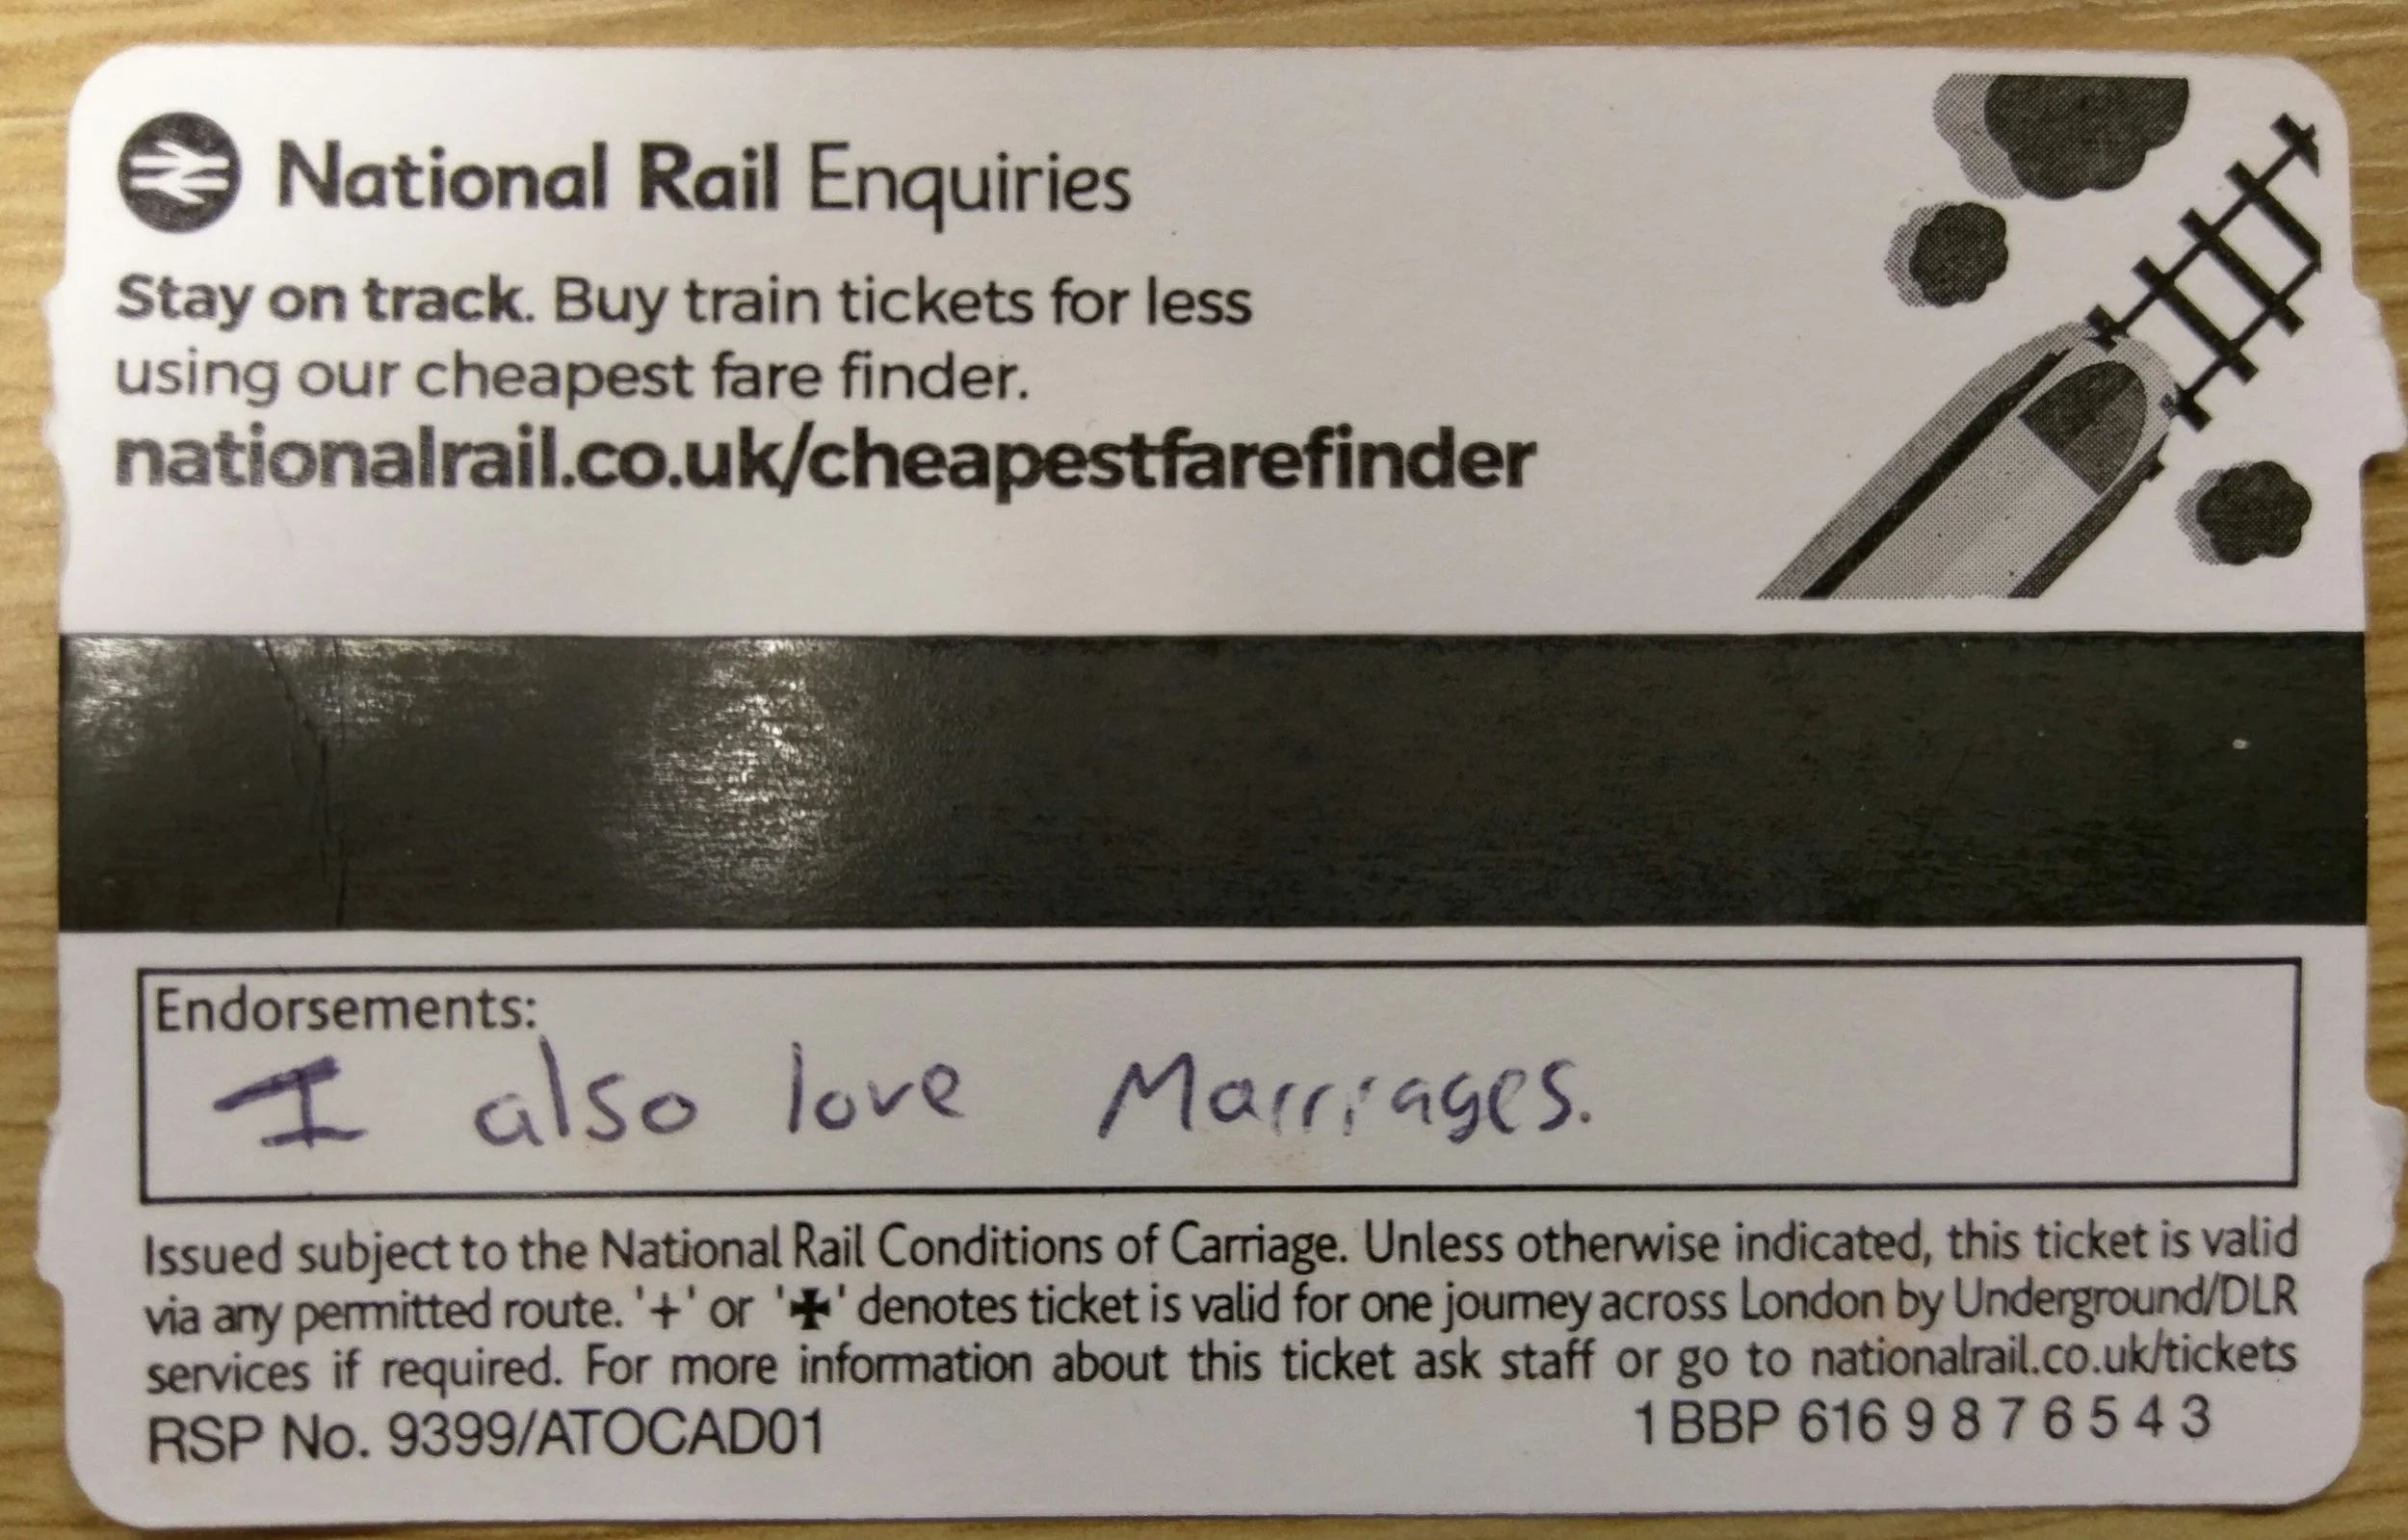 National Rail Enquiries
Stay on track. Buy train tickets for less
using our cheapest fare finder.
nationalrail.co.uk/cheapestfarefinder
Endorsements:
I also love Marriages.
Issued subject to the National Rail Conditions of Carriage. Unless otherwise indicated, this ticket is valid
via any permitted route. '+' or '✠' denotes ticket is valid for one journey across London by Underground/DLR
services if required. For more information about this ticket ask staff or go to nationalrail.co.uk/tickets
RSP No. 9399/ATOCAD01 1BBP 616 9 8 7 6 5 4 3